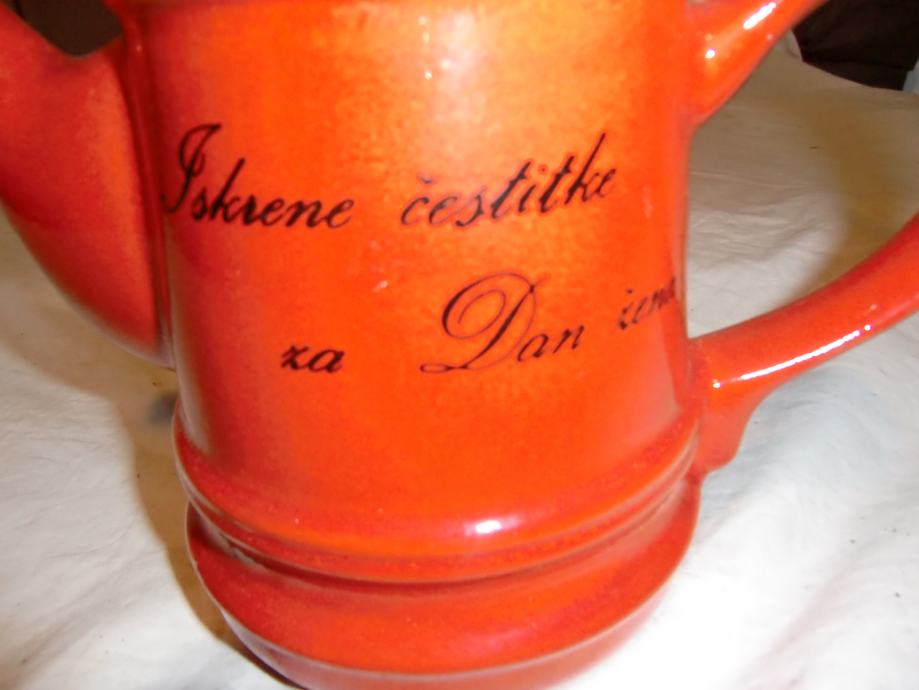 Iskrene čestitke
za Dan žena